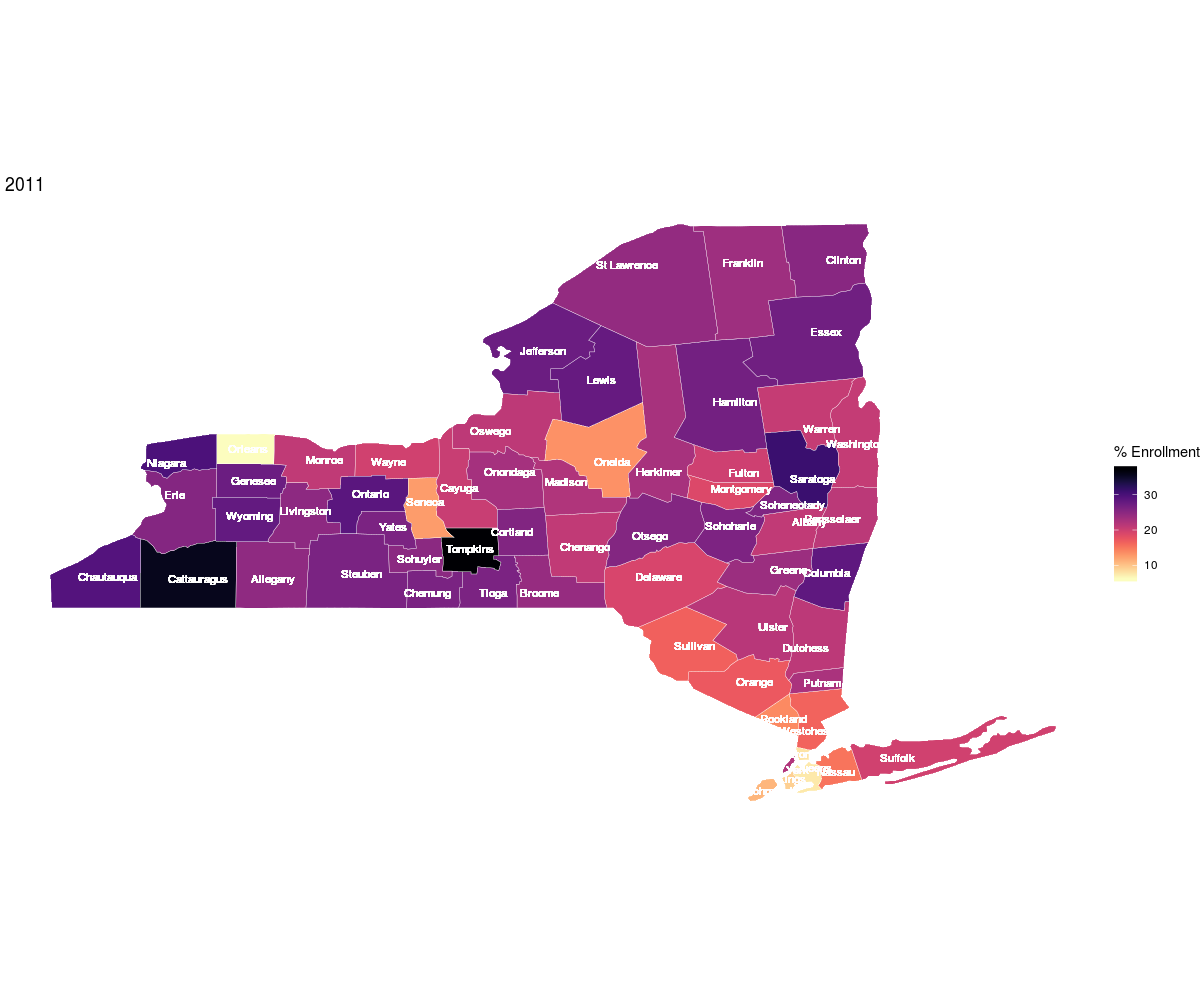 2011
St Lawrence
Franklin
Clinton
Essex
Jefferson
Lewis
Hamilton
Warren
Washington
Oswego
Oneida
Herkimer
Fulton
Saratoga
Montgomery
Niagara
Orleans
Monroe
Wayne
Onondaga
Madison
Genesee
Erie
Ontario
Seneca
Cayuga
Schenectady
Wyoming
Livingston
Yates
Cortland
Otsego
Schoharie
Albany
Rensselaer
Chenango
Tompkins
Schuyler
Chautauqua
Cattaraugus
Allegany
Steuben
Chemung
Tioga
Broome
Delaware
Greene
Columbia
Ulster
Dutchess
Sullivan
Orange
Putnam
Rockland
Westches
Nassau
Suffolk
Kings
% Enrollment
30
20
10